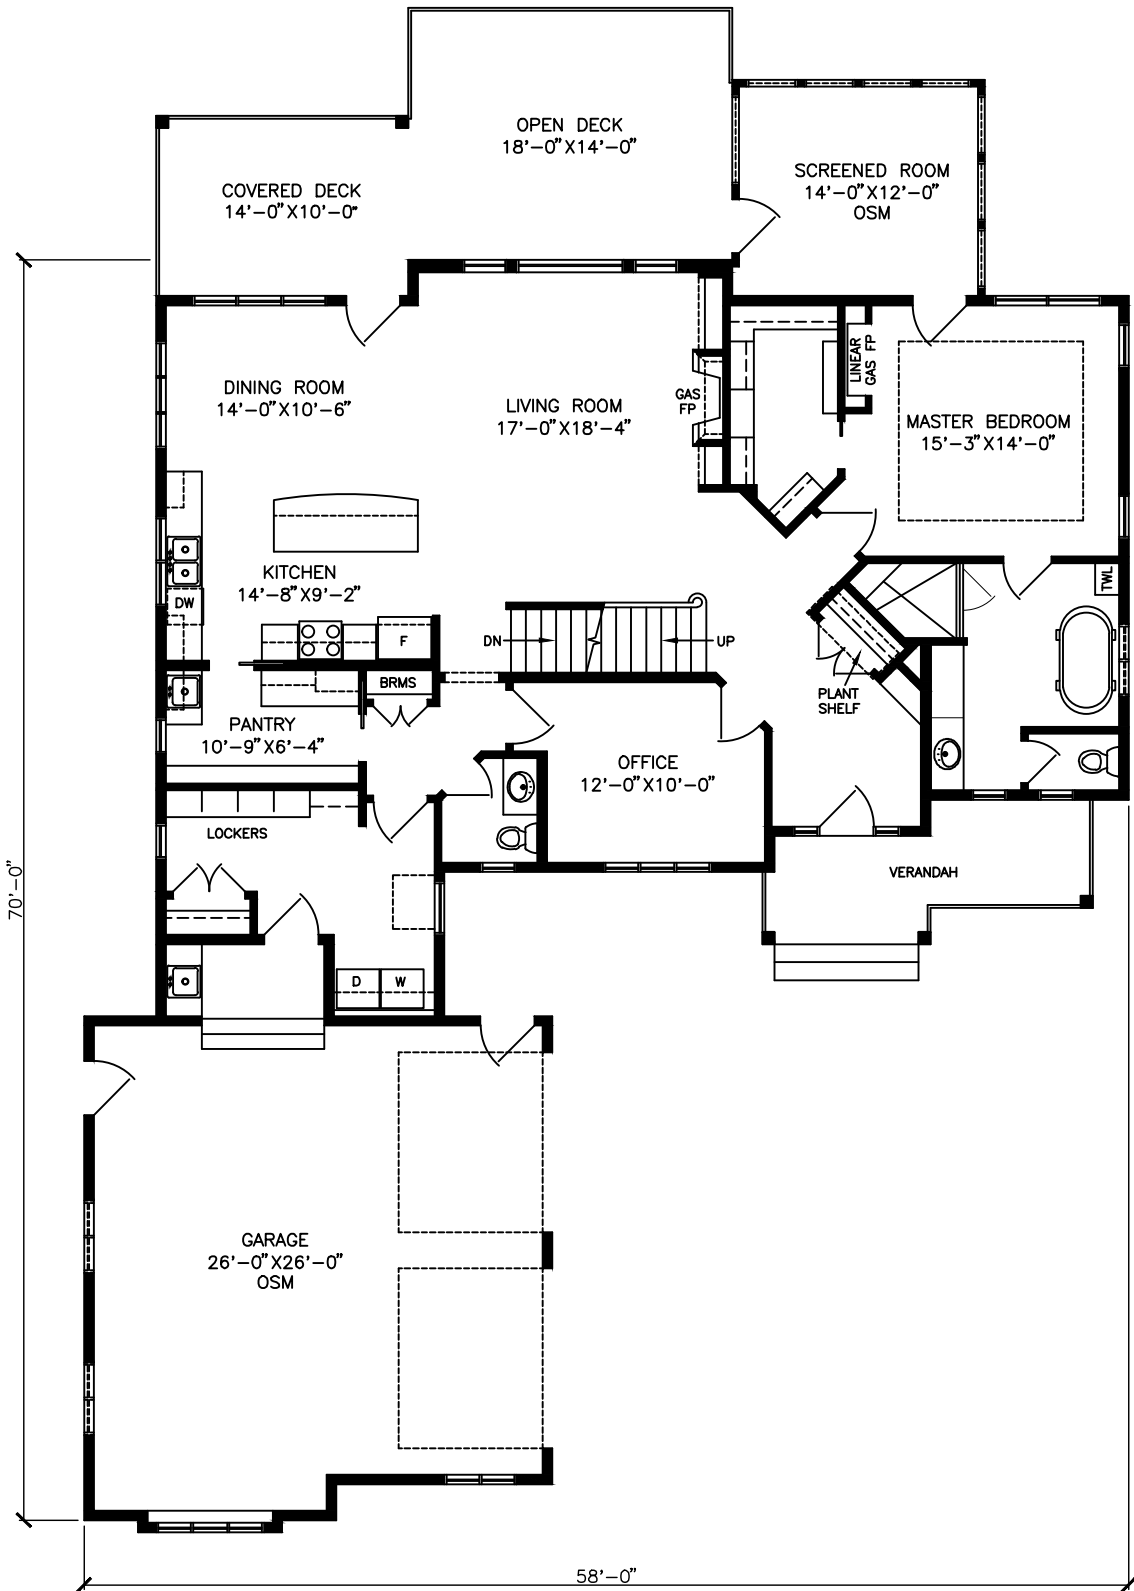 OPEN DECK
18'-0"X14'-0"
SCREENED ROOM
14'-0"X12'-0"
OSM
COVERED DECK
14'-0"X10'-0"
LINEAR
GAS FP
DINING ROOM
14'-0"X10'-6"
GAS
FP
LIVING ROOM
17'-0"X18'-4"
MASTER BEDROOM
15'-3"X14'-0"
KITCHEN
14'-8"X9'-2"
TWL
DW
F
DN
UP
BRMS
PLANT
SHELF
PANTRY
10'-9"X6'-4"
OFFICE
12'-0"X10'-0"
LOCKERS
VERANDAH
70'-0"
D
W
GARAGE
26'-0"X26'-0"
OSM
58'-0"